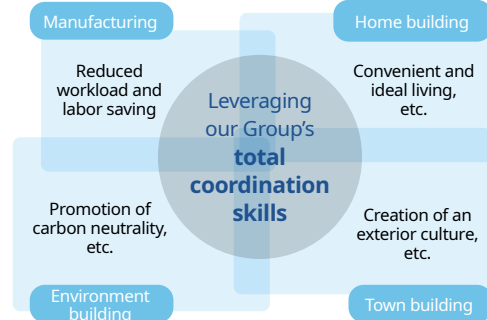 Manufacturing
Home building
Reduced
workload and
labor saving
Convenient and
ideal living,
etc.
Leveraging
our Group's
total
coordination
skills
Promotion of
carbon neutrality,
etc.
Creation of an
exterior culture,
etc.
Environment
building
Town building